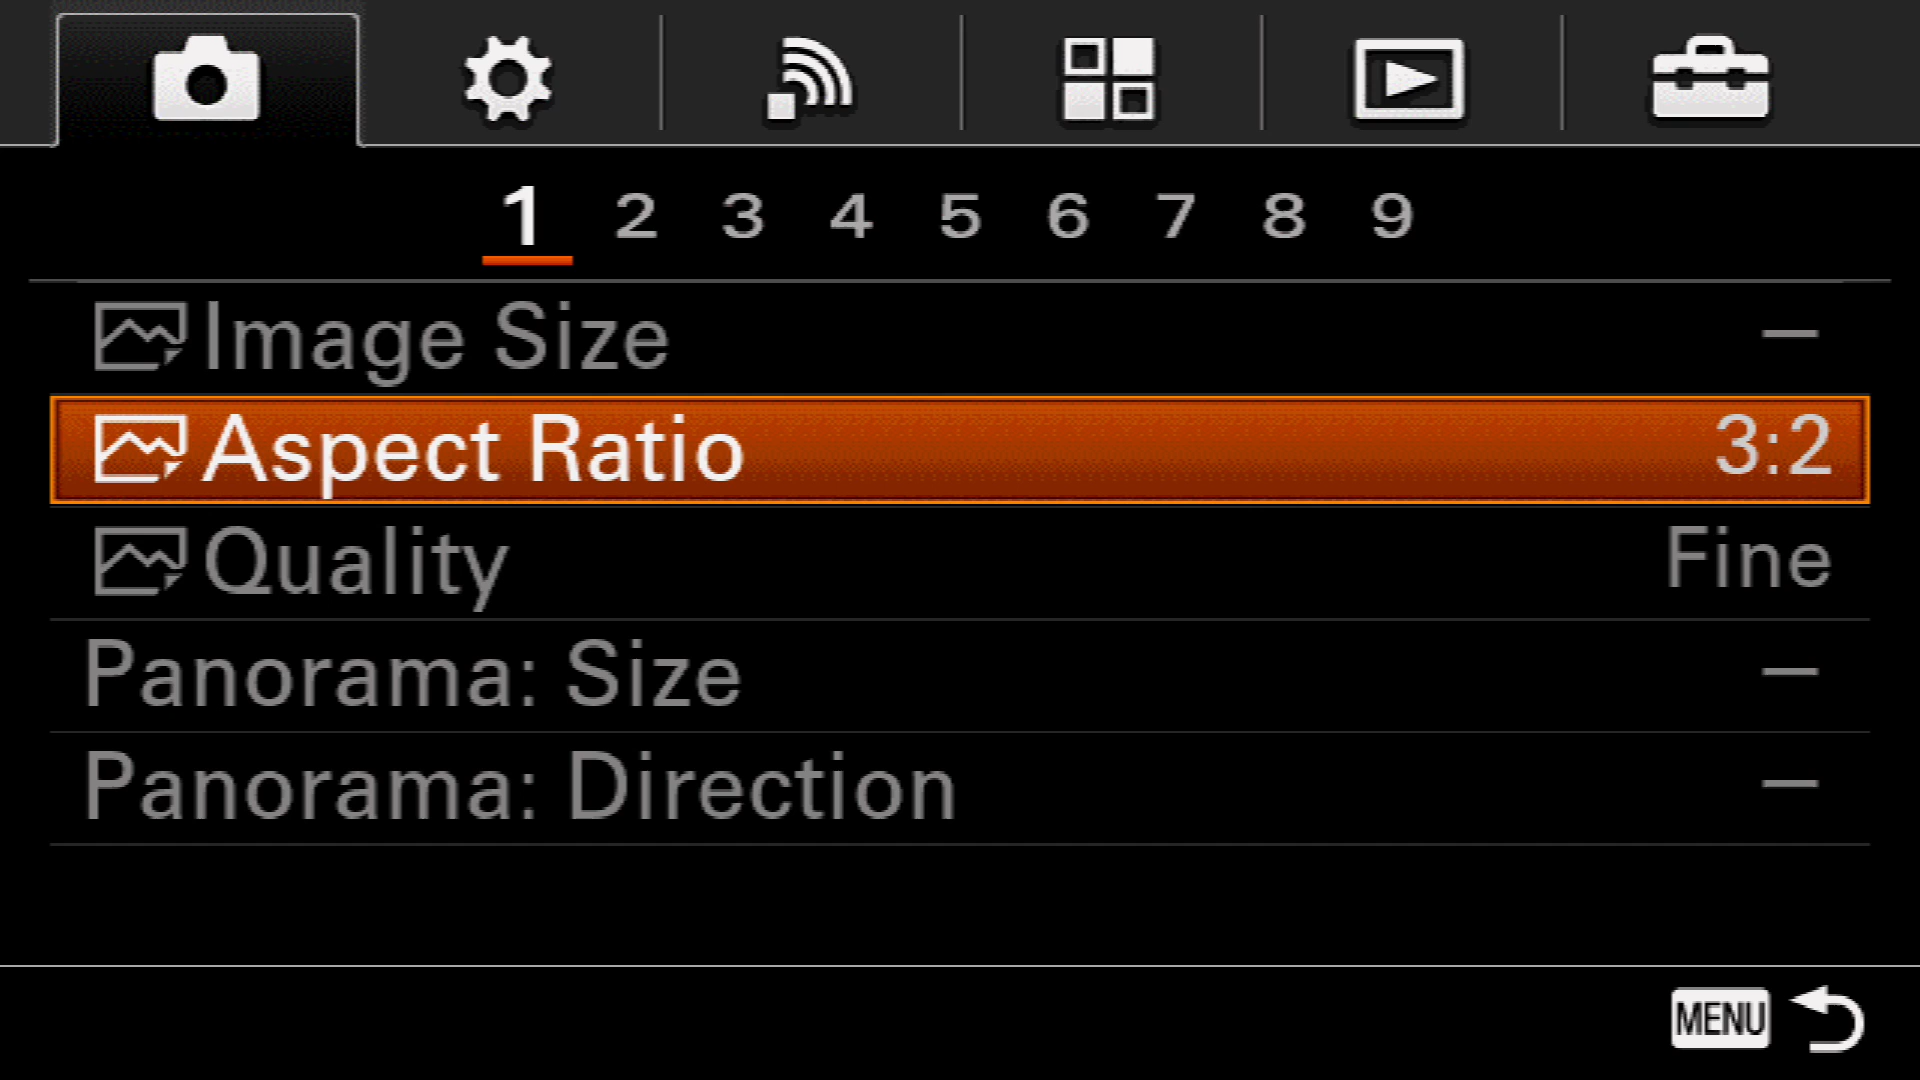 1 2 3 4 5 6 7 8 9
Image Size –
Aspect Ratio 3:2
Quality Fine
Panorama: Size –
Panorama: Direction –
MENU